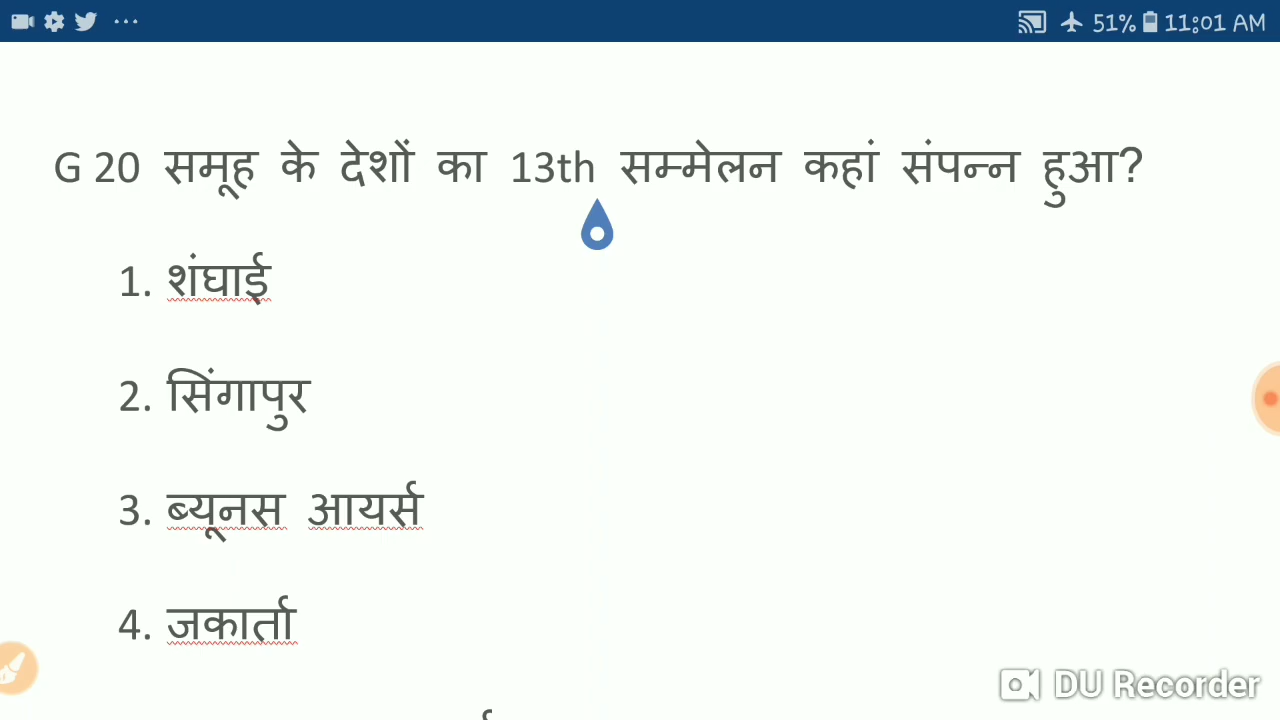 51% 11:01 AM
G 20 समूह के देशों का 13th सम्मेलन कहां संपन्न हुआ?
1. शंघाई
2. सिंगापुर
3. ब्यूनस आयर्स
4. जकार्ता
DU Recorder